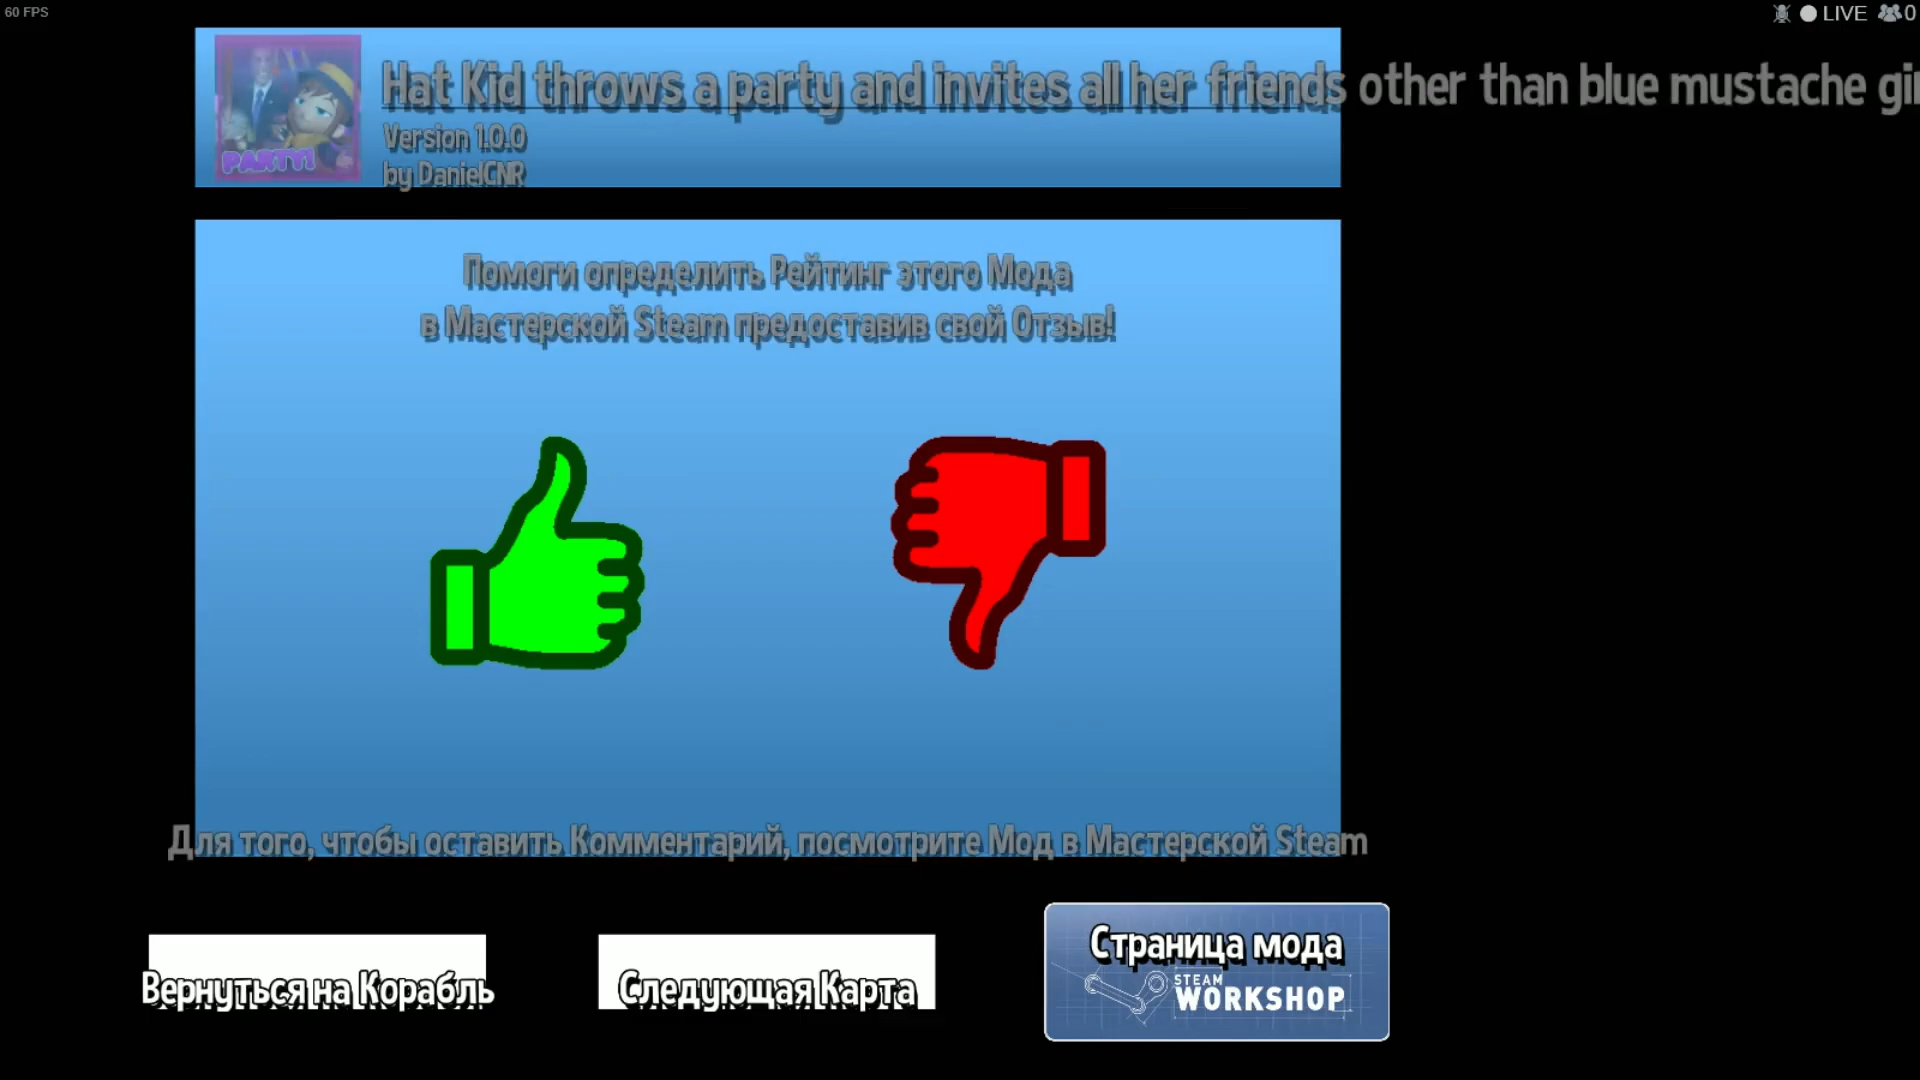 60 FPS
LIVE 0
Hat Kid throws a party and invites all her friends other than blue mustache
Version 1.0.0
by DanielCNR
PARTY!
Помоги определить Рейтинг этого Мода
в Мастерской Steam предоставив свой Отзыв!
Для того, чтобы оставить Комментарий, посмотрите Мод в Мастерской Steam
Вернуться на Корабль
Следующая Карта
Страница мода
STEAM
WORKSHOP